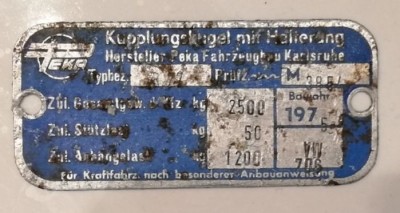 PEKA
Kupplungskugel mit Halterung
Hersteller Peka Fahrzeugbau Karlsruhe
Typbez. Prüfz. M
Zul. Gesamtgew. d. Kfz. kg 2500 Baujahr
Zul. Stützlast kg 50 197
Zul. Anhängelast kg 1200 VW
Für Kraftfahrz. nach besonderer Anbauanweisung